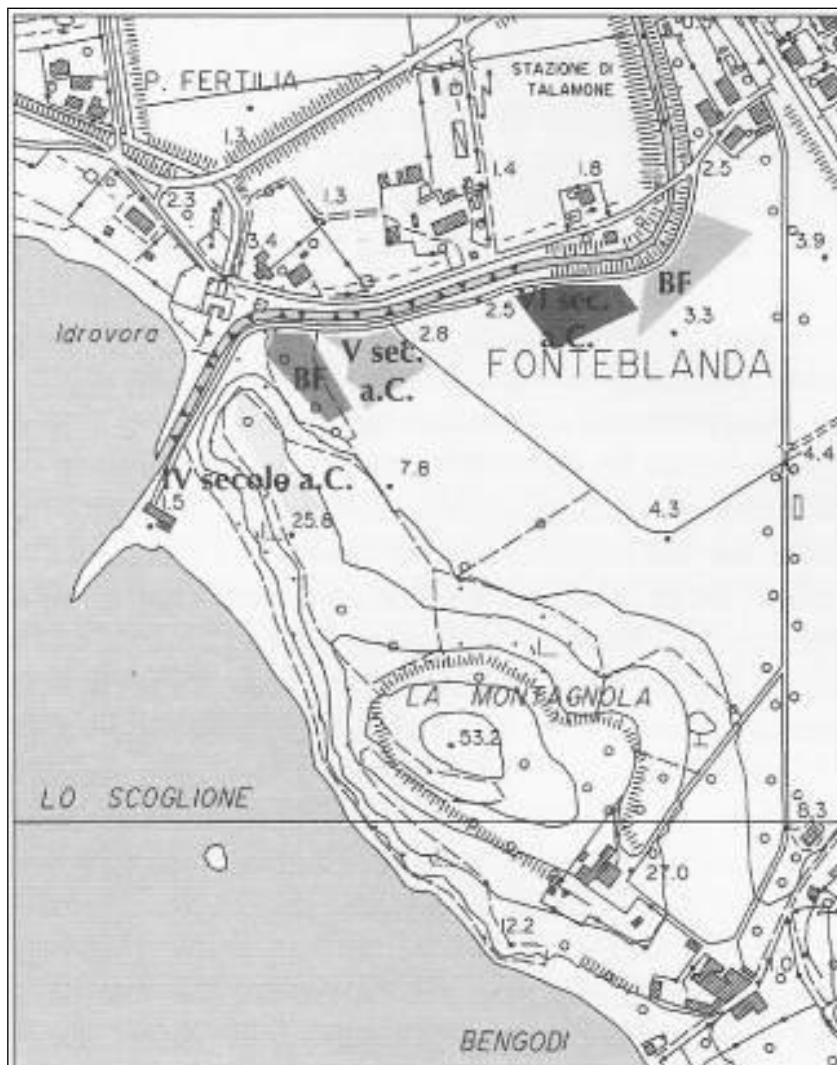 P. FERTILIA
STAZIONE DI
TALAMONE
1.3
1.3
1.4
1.8
2.5
2.3
3.4
3.9
BF
VI sec.
a.C.
2.5
3.3
Idrovora
2.8
V sec.
a.C.
FONTEBLANDA
BF
4.4
IV secolo a.C.
7.8
1.5
25.8
4.3
LA MONTAGNOLA
53.2
LO SCOGLIONE
6.3
27.0
12.2
BENGODI